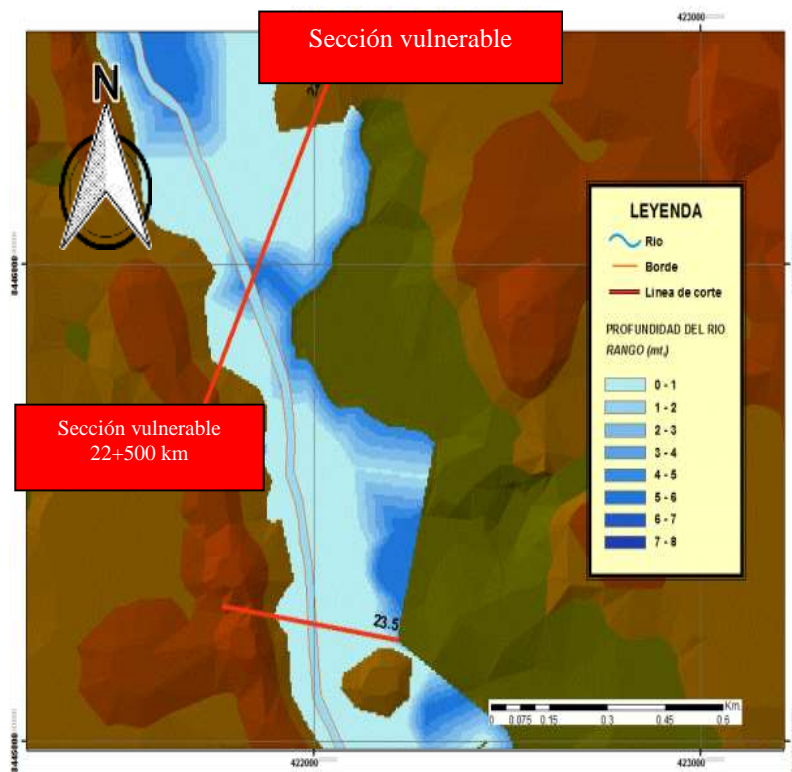 423000
Sección vulnerable
N
LEYENDA
Rio
Borde
Linea de corte
PROFUNDIDAD DEL RIO
RANGO (mt,)
0 - 1
1 - 2
2 - 3
3 - 4
4 - 5
5 - 6
6 - 7
7 - 8
8446000
Sección vulnerable
22+500 km
23.5
Km.
0 0.075 0.15 0.3 0.45 0.6
8445000
422000
423000